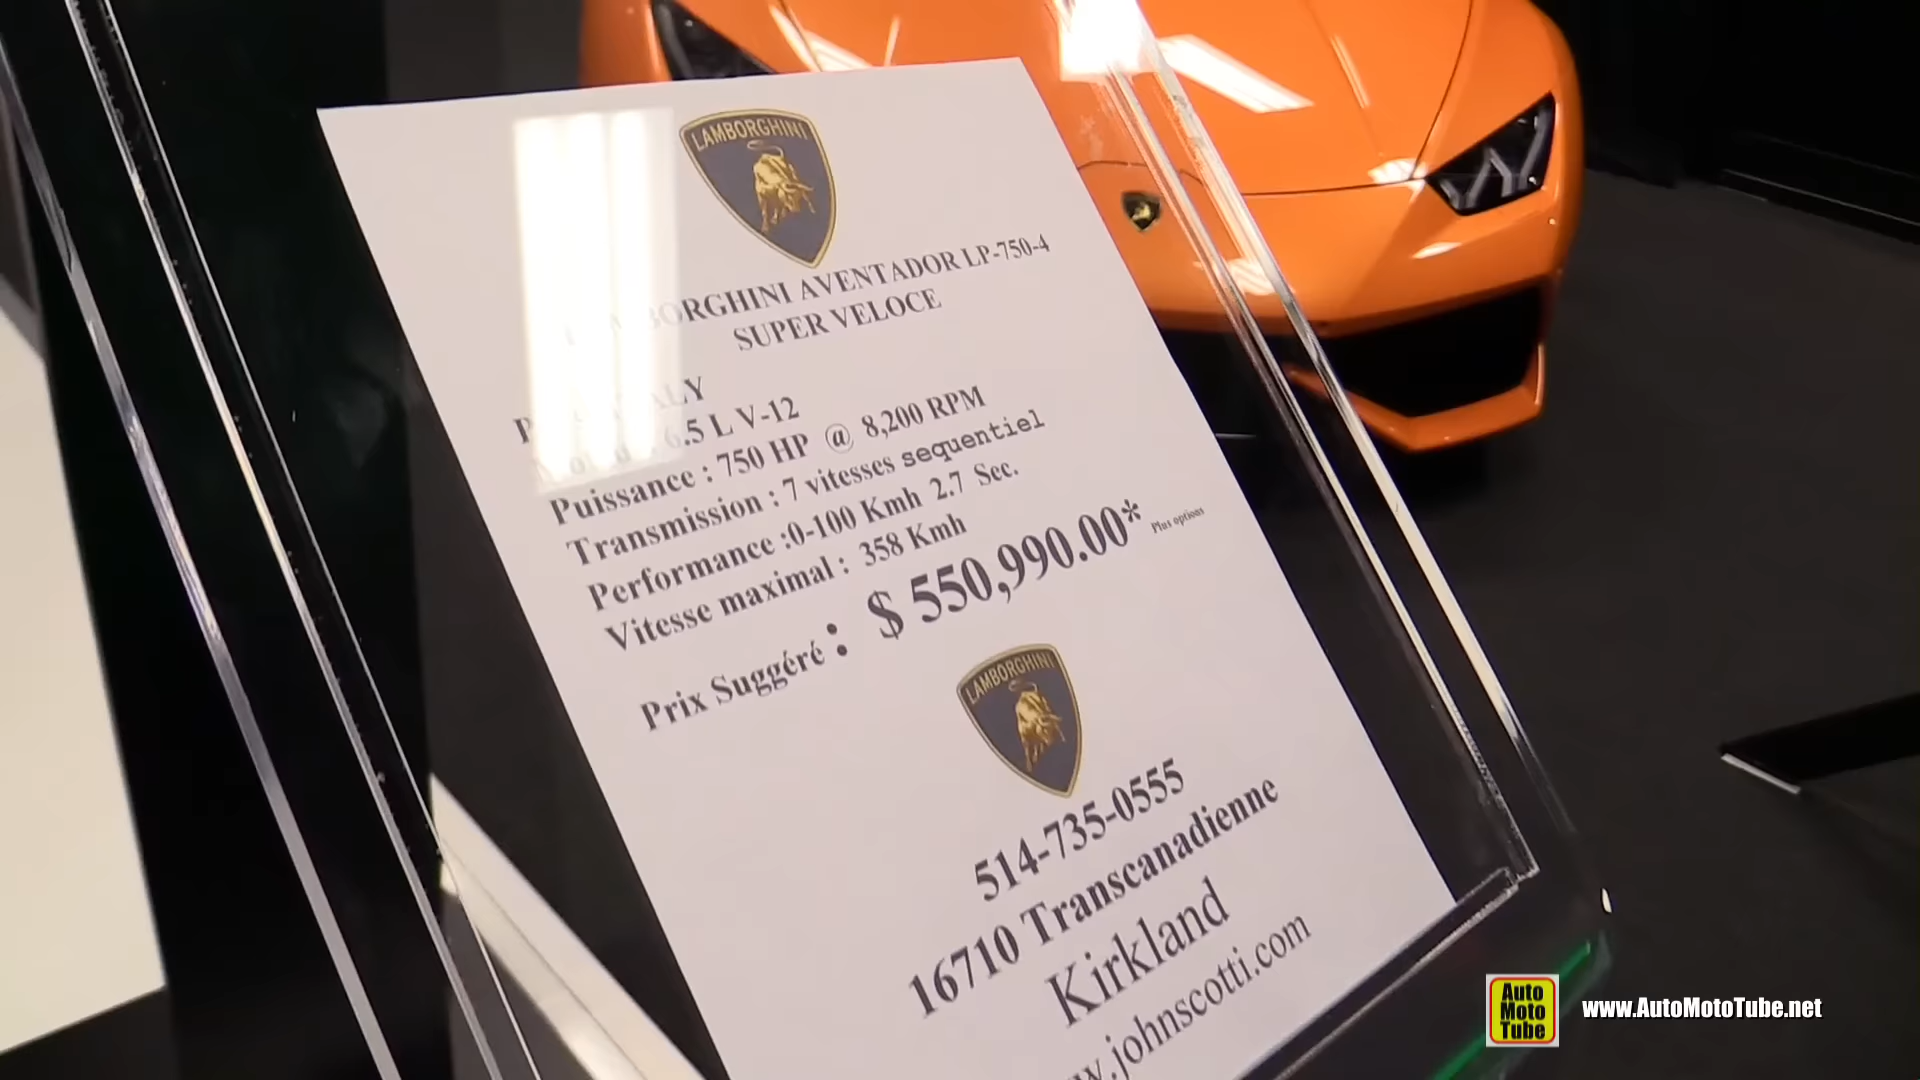 LAMBORGHINI
BORGHINI AVENTADOR LP-750-4
SUPER VELOCE
6.5 L V-12
Puissance : 750 HP @ 8,200 RPM
Transmission : 7 vitesses sequentiel
Performance :0-100 Kmh 2.7 Sec.
Vitesse maximal : 358 Kmh
Prix Suggéré : $ 550,990.00* Plus options
LAMBORGHINI
514-735-0555
16710 Transcanadienne
Kirkland
w.johnscotti.com
Auto
Moto
Tube
www.AutoMotoTube.net